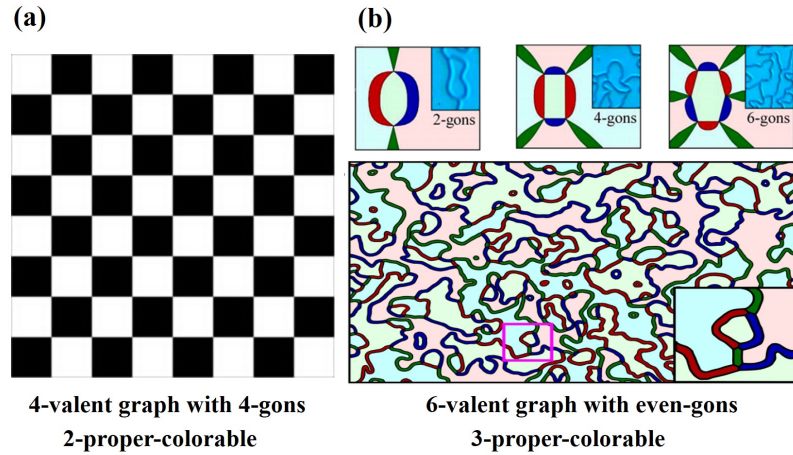 (a)
(b)
2-gons
4-gons
6-gons
4-valent graph with 4-gons
2-proper-colorable
6-valent graph with even-gons
3-proper-colorable